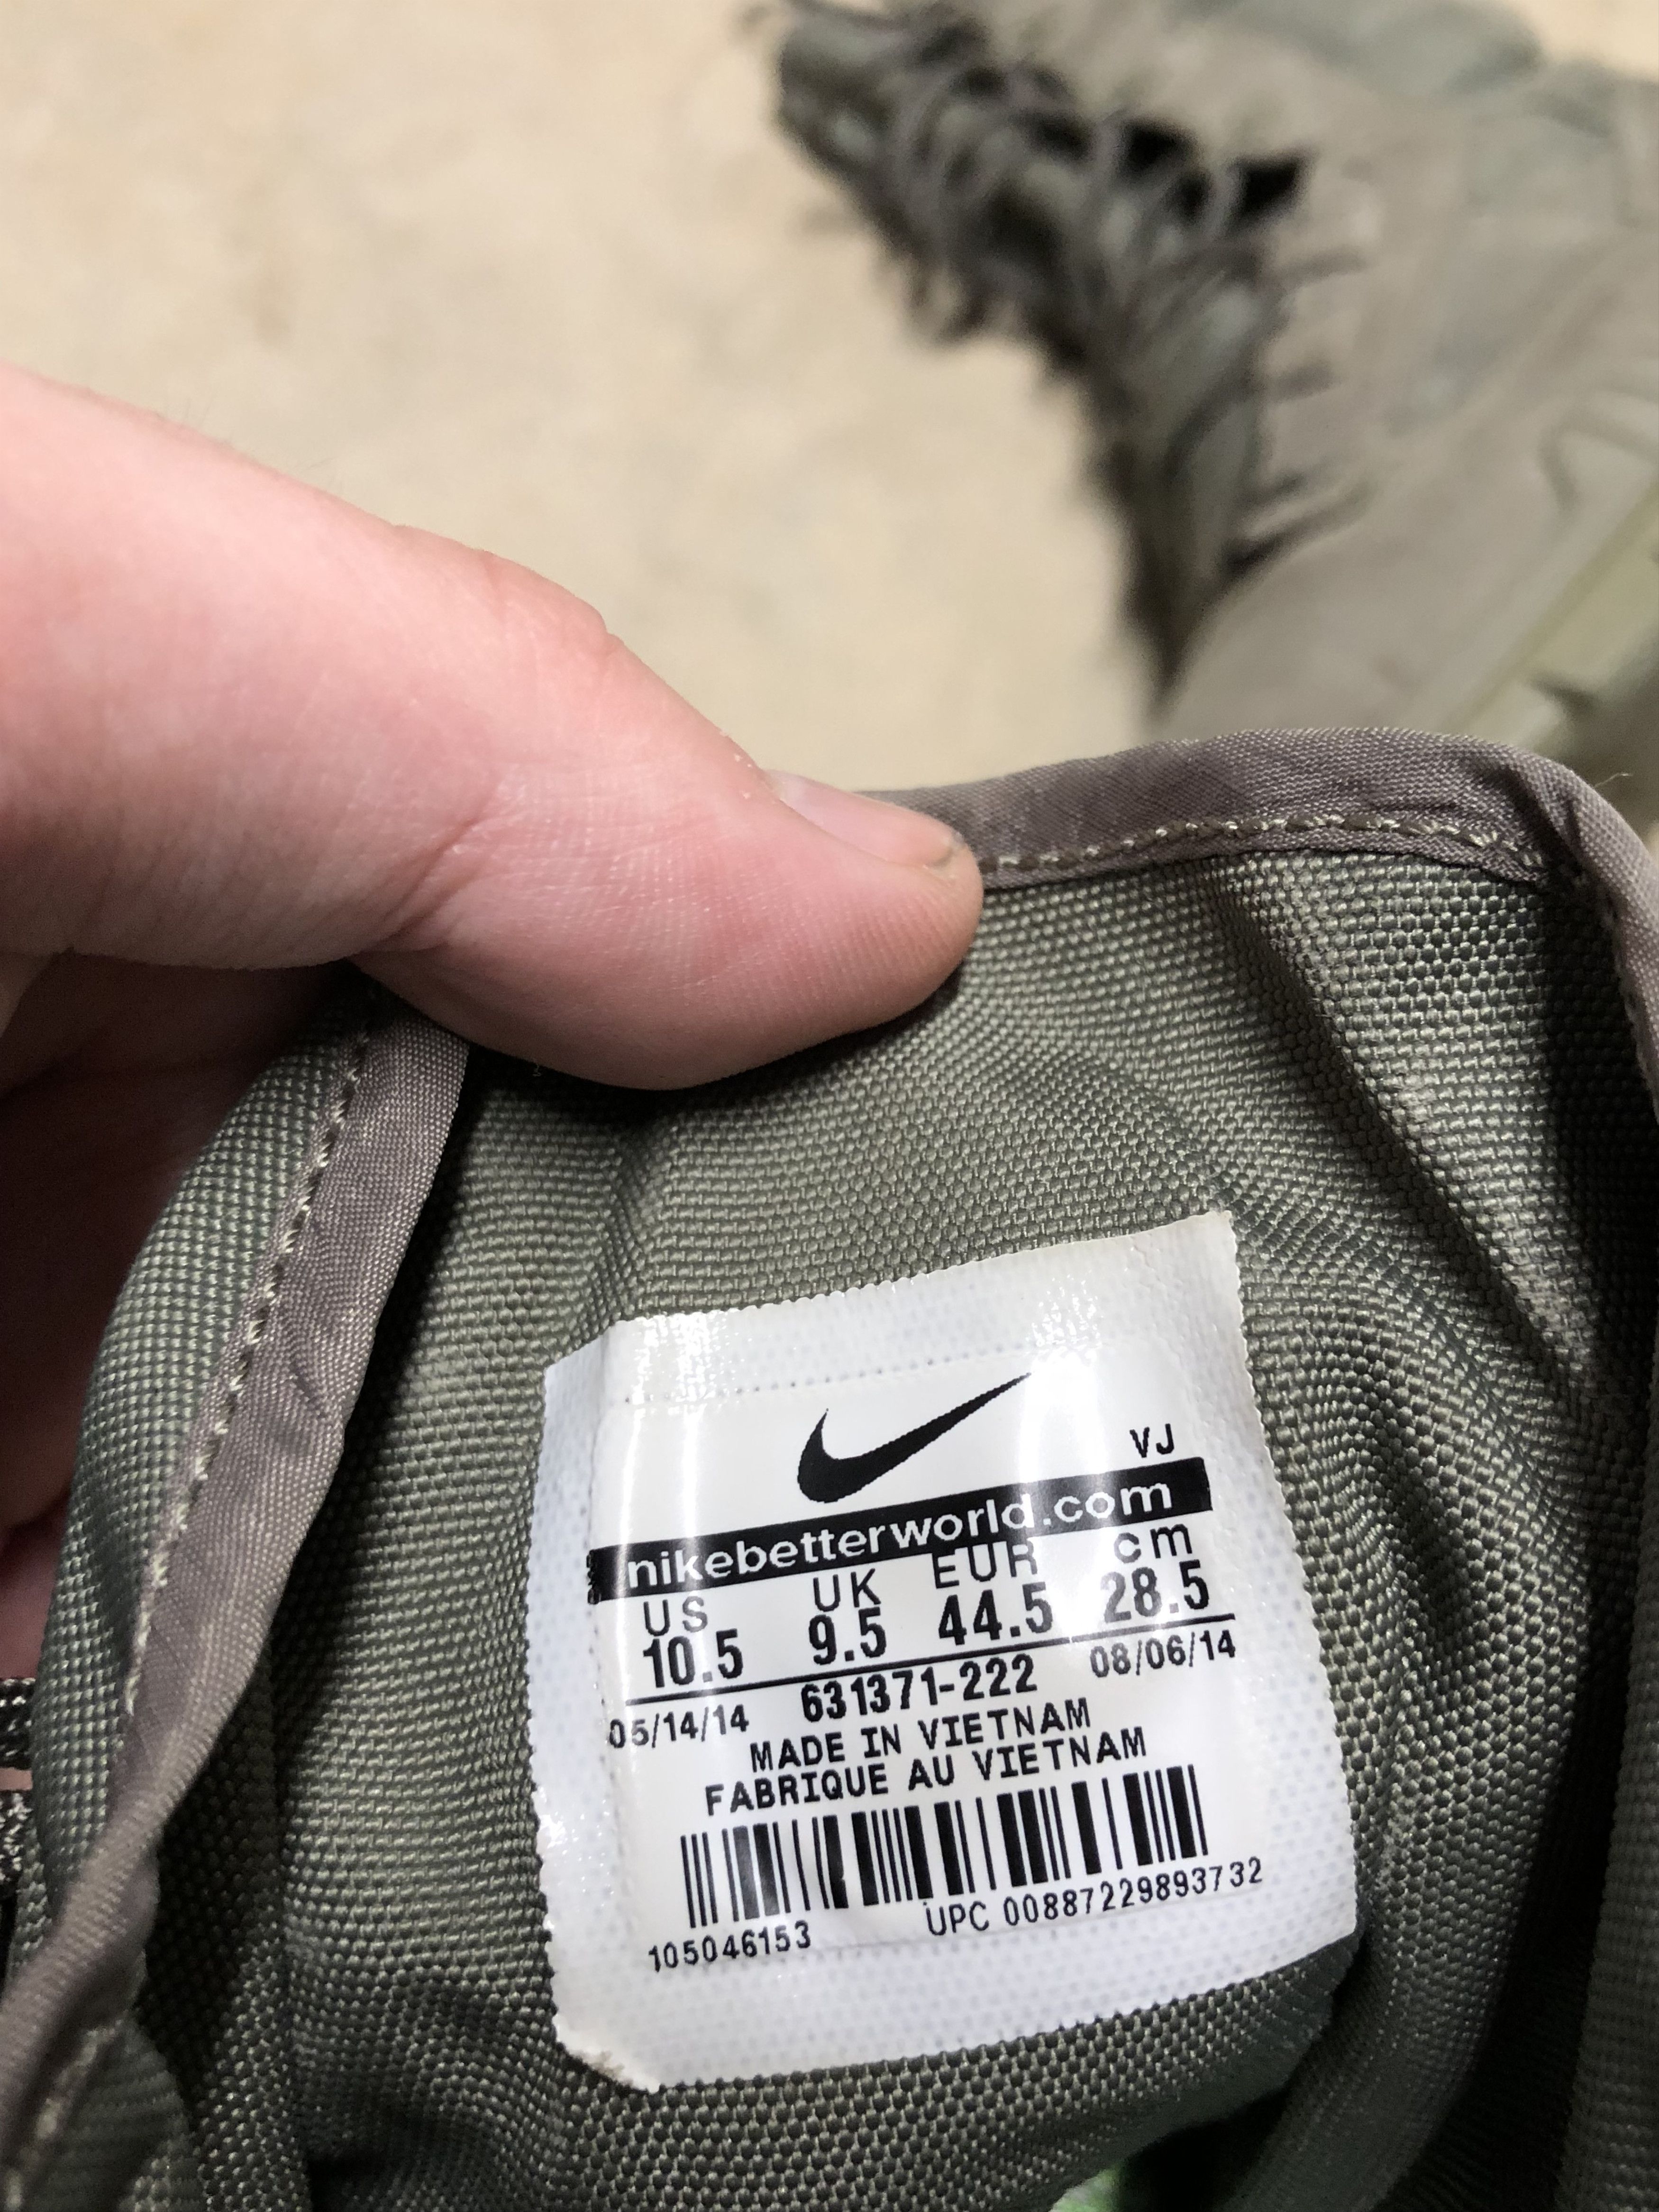 VJ
nikebetterworld.com
US UK EUR cm
10.5 9.5 44.5 28.5
05/14/14 631371-222 08/06/14
MADE IN VIETNAM
FABRIQUE AU VIETNAM
105046153 UPC 00887229893732